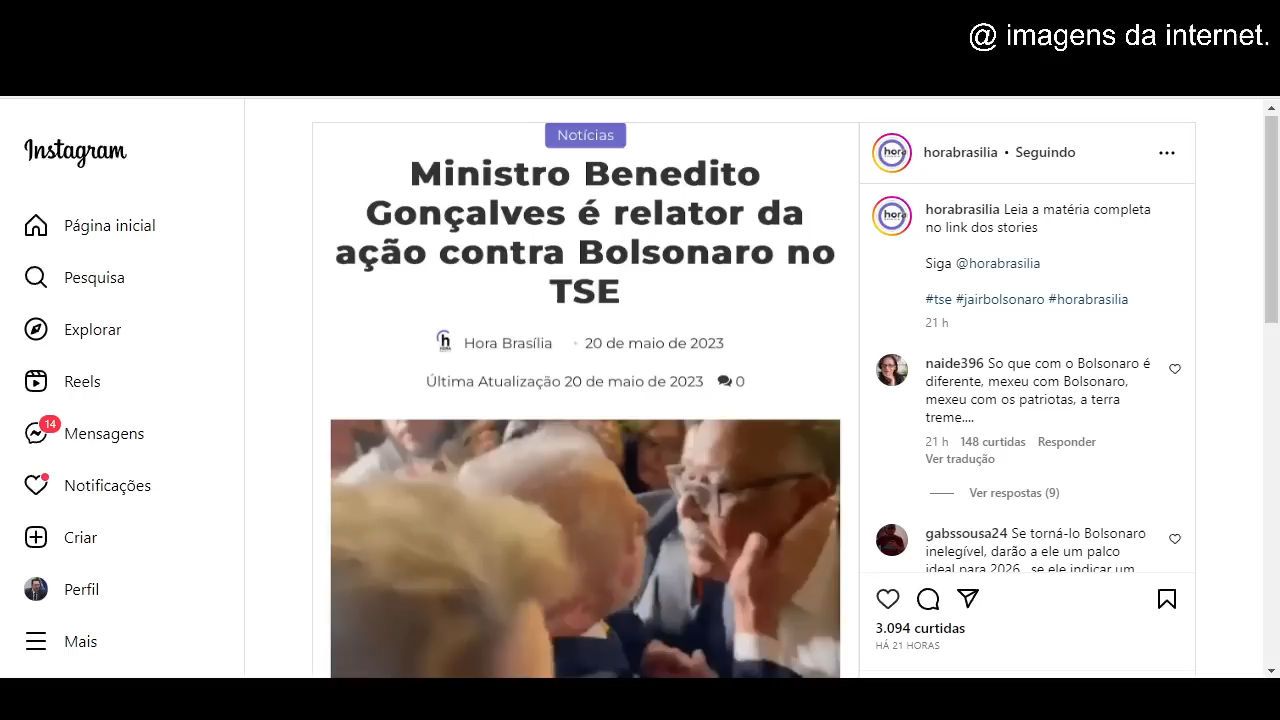 @ imagens da internet.
Instagram
Página inicial
Pesquisa
Explorar
Reels
14
Mensagens
Notificações
Criar
Perfil
Mais
Notícias
Ministro Benedito
Gonçalves é relator da
ação contra Bolsonaro no
TSE
Hora Brasília
20 de maio de 2023
Última Atualização 20 de maio de 2023 0
hora
horabrasilia • Seguindo
hora
horabrasilia Leia a matéria completa
no link dos stories
Siga @horabrasilia
#tse #jairbolsonaro #horabrasilia
21 h
naide396 So que com o Bolsonaro é
diferente, mexeu com Bolsonaro,
mexeu com os patriotas, a terra
treme....
21 h 148 curtidas Responder
Ver tradução
Ver respostas (9)
gabssousa24 Se torná-lo Bolsonaro
inelegível, darão a ele um palco
ideal para 2026, se ele indicar um
3.094 curtidas
HÁ 21 HORAS